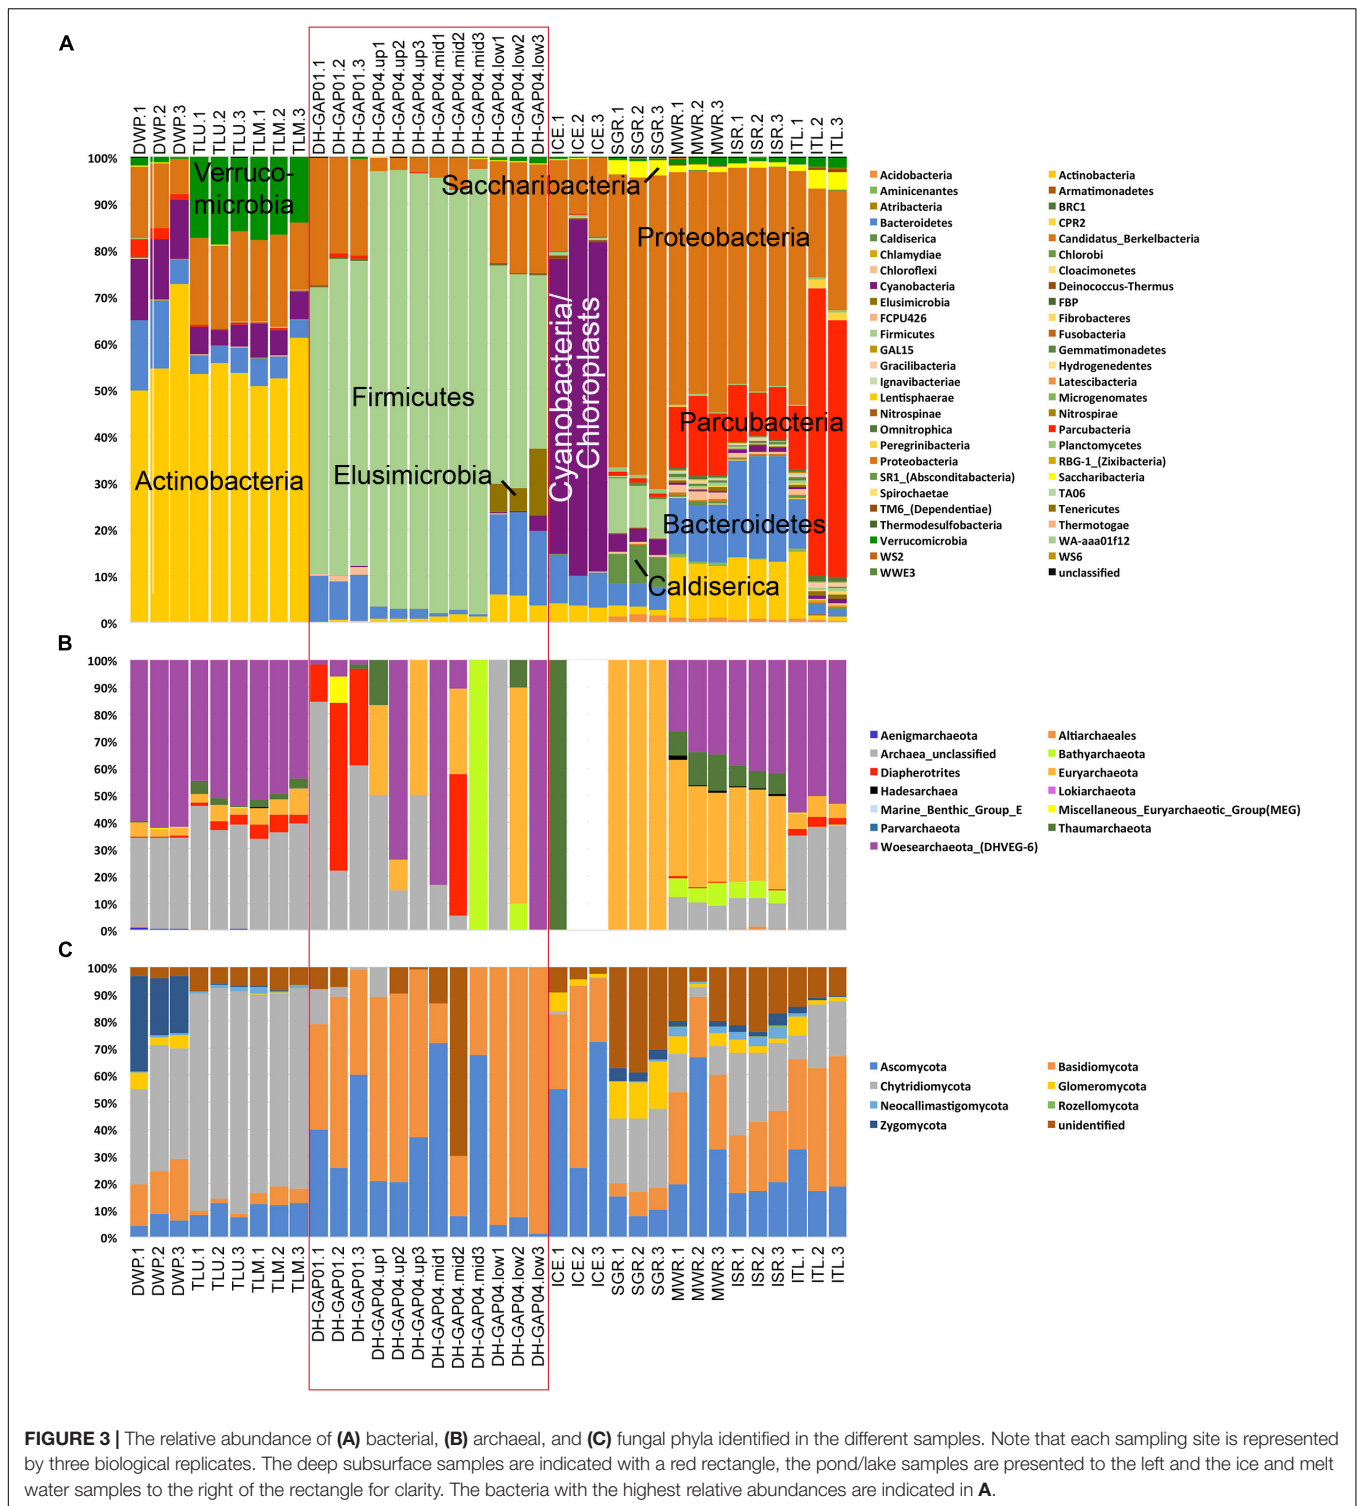 A
DWP.1
DWP.2
DWP.3
TLU.1
TLU.2
TLU.3
TLM.1
TLM.2
TLM.3
DH-GAP01.1
DH-GAP01.2
DH-GAP01.3
DH-GAP04.up1
DH-GAP04.up2
DH-GAP04.up3
DH-GAP04.mid1
DH-GAP04.mid2
DH-GAP04.mid3
DH-GAP04.low1
DH-GAP04.low2
DH-GAP04.low3
ICE.1
ICE.2
ICE.3
SGR.1
SGR.2
SGR.3
MWR.1
MWR.2
MWR.3
ISR.1
ISR.2
ISR.3
ITL.1
ITL.2
ITL.3
100%
90%
80%
70%
60%
50%
40%
30%
20%
10%
0%
Verruco-
microbia
Saccharibacteria
Proteobacteria
Firmicutes
Cyanobacteria/
Chloroplasts
Parcubacteria
Elusimicrobia
Actinobacteria
Bacteroidetes
Caldiserica
Acidobacteria
Actinobacteria
Aminicenantes
Armatimonadetes
Atribacteria
BRC1
Bacteroidetes
CPR2
Caldiserica
Candidatus_Berkelbacteria
Chlamydiae
Chlorobi
Chloroflexi
Cloacimonetes
Cyanobacteria
Deinococcus-Thermus
Elusimicrobia
FBP
FCPU426
Fibrobacteres
Firmicutes
Fusobacteria
GAL15
Gemmatimonadetes
Gracilibacteria
Hydrogenedentes
Ignavibacteriae
Latescibacteria
Lentisphaerae
Microgenomates
Nitrospinae
Nitrospirae
Omnitrophica
Parcubacteria
Peregrinibacteria
Planctomycetes
Proteobacteria
RBG-1_(Zixibacteria)
SR1_(Absconditabacteria)
Saccharibacteria
Spirochaetae
TA06
TM6_(Dependentiae)
Tenericutes
Thermodesulfobacteria
Thermotogae
Verrucomicrobia
WA-aaa01f12
WS2
WS6
WWE3
unclassified
B
100%
90%
80%
70%
60%
50%
40%
30%
20%
10%
0%
Aenigmarchaeota
Altiarchaeales
Archaea_unclassified
Bathyarchaeota
Diapherotrites
Euryarchaeota
Hadesarchaea
Lokiarchaeota
Marine_Benthic_Group_E
Miscellaneous_Euryarchaeotic_Group(MEG)
Parvarchaeota
Thaumarchaeota
Woesearchaeota_(DHVEG-6)
C
100%
90%
80%
70%
60%
50%
40%
30%
20%
10%
0%
Ascomycota
Basidiomycota
Chytridiomycota
Glomeromycota
Neocallimastigomycota
Rozellomycota
Zygomycota
unidentified
DWP.1
DWP.2
DWP.3
TLU.1
TLU.2
TLU.3
TLM.1
TLM.2
TLM.3
DH-GAP01.1
DH-GAP01.2
DH-GAP01.3
DH-GAP04.up1
DH-GAP04.up2
DH-GAP04.up3
DH-GAP04.mid1
DH-GAP04.mid2
DH-GAP04.mid3
DH-GAP04.low1
DH-GAP04.low2
DH-GAP04.low3
ICE.1
ICE.2
ICE.3
SGR.1
SGR.2
SGR.3
MWR.1
MWR.2
MWR.3
ISR.1
ISR.2
ISR.3
ITL.1
ITL.2
ITL.3
FIGURE 3 | The relative abundance of (A) bacterial, (B) archaeal, and (C) fungal phyla identified in the different samples. Note that each sampling site is represented
by three biological replicates. The deep subsurface samples are indicated with a red rectangle, the pond/lake samples are presented to the left and the ice and melt
water samples to the right of the rectangle for clarity. The bacteria with the highest relative abundances are indicated in A.